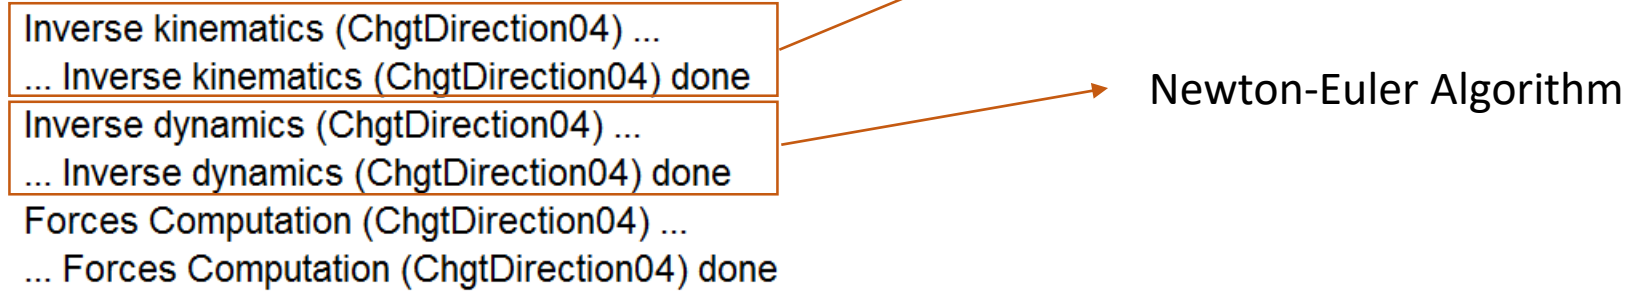 Inverse kinematics (ChgtDirection04) ...
... Inverse kinematics (ChgtDirection04) done
Inverse dynamics (ChgtDirection04) ...
... Inverse dynamics (ChgtDirection04) done
Forces Computation (ChgtDirection04) ...
... Forces Computation (ChgtDirection04) done
Newton-Euler Algorithm